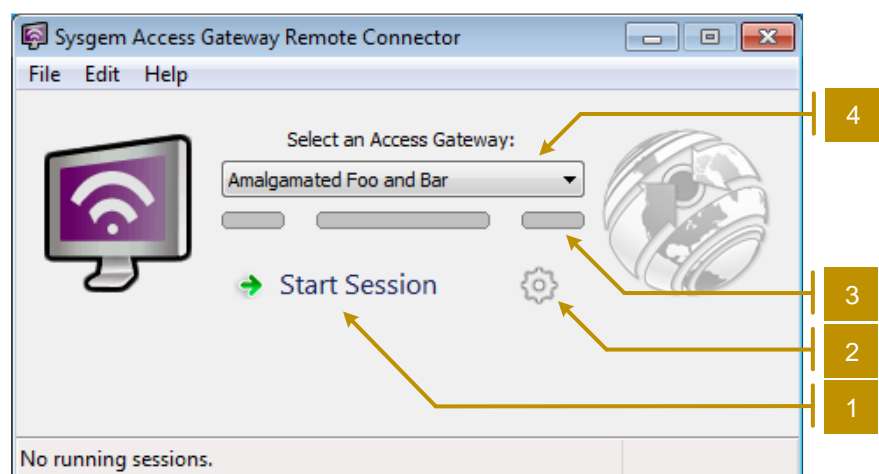 Sysgem Access Gateway Remote Connector
File Edit Help
4
Select an Access Gateway:
Amalgamated Foo and Bar
3
Start Session
2
1
No running sessions.